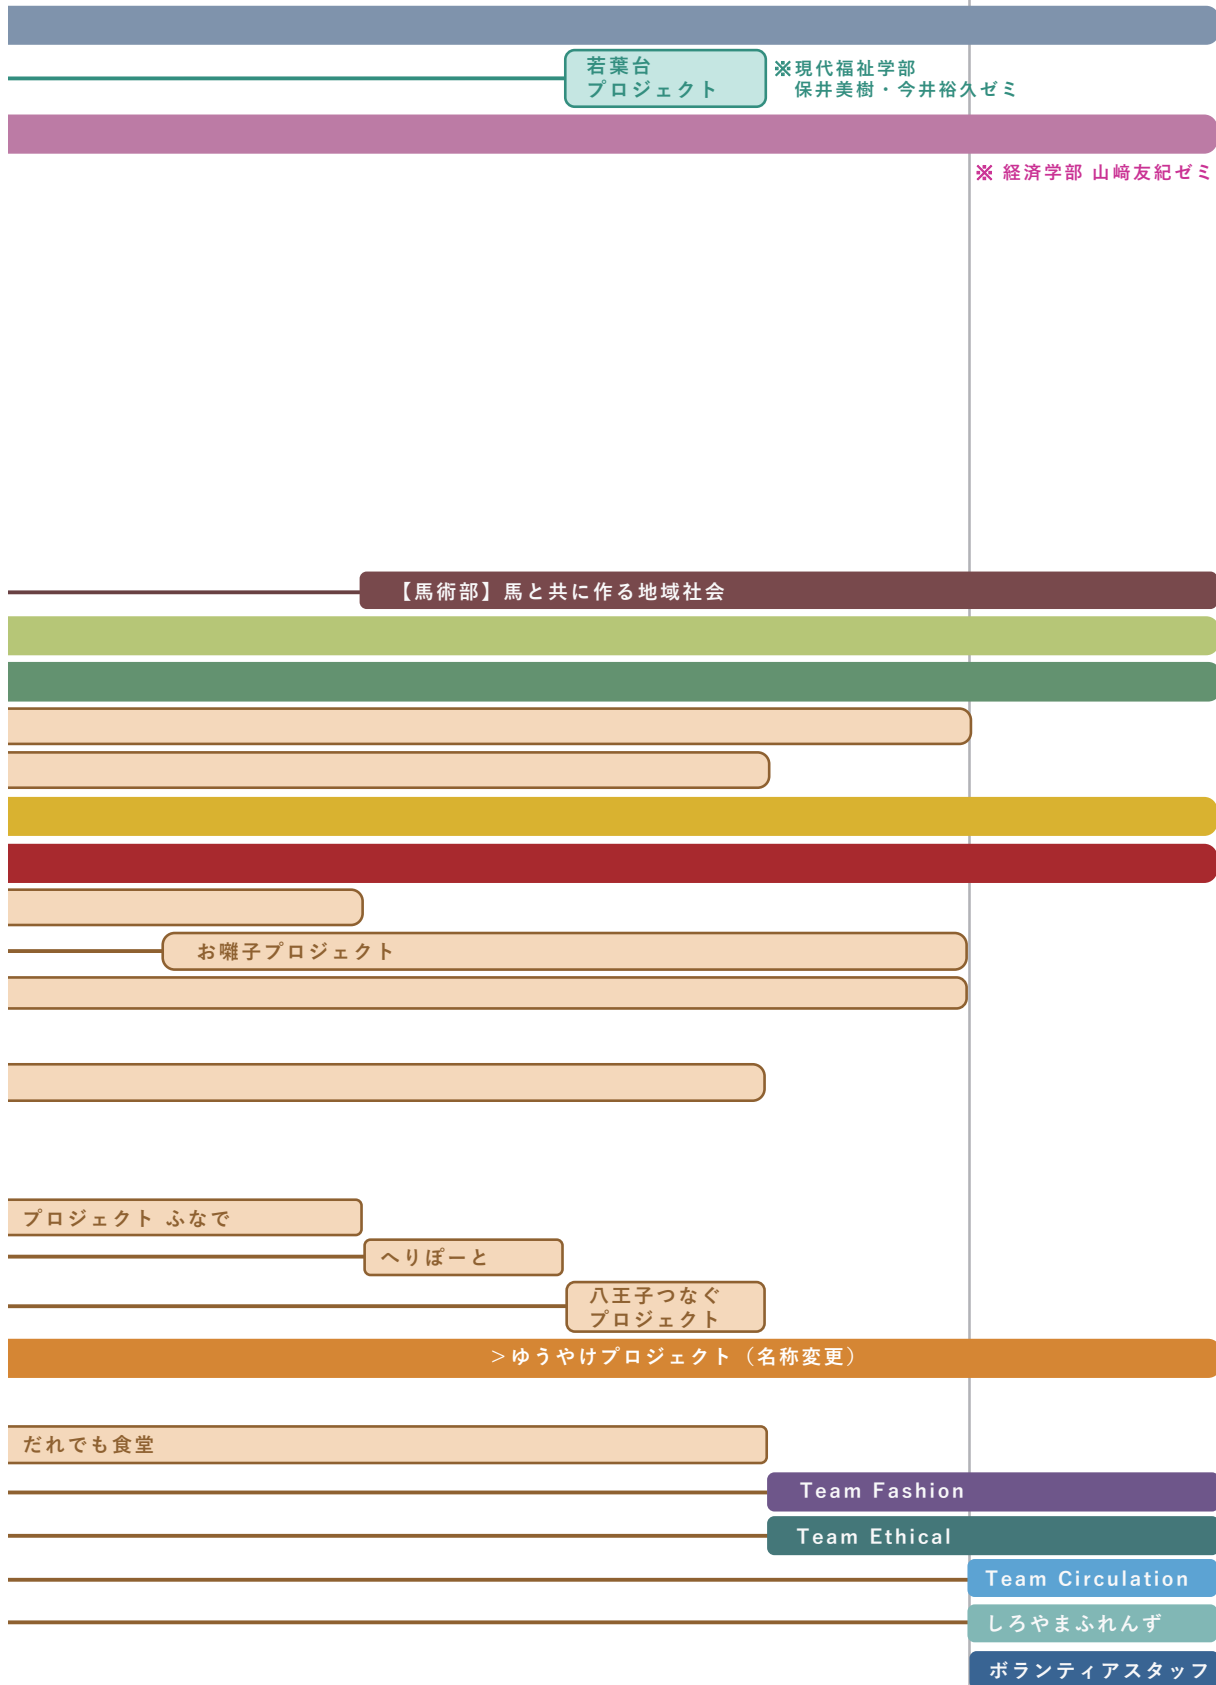 若葉台
プロジェクト
※現代福祉学部
保井美樹・今井裕久ゼミ
※ 経済学部 山﨑友紀ゼミ
【馬術部】馬と共に作る地域社会
お囃子プロジェクト
プロジェクト ふなで
へりぽーと
八王子つなぐ
プロジェクト
＞ゆうやけプロジェクト（名称変更）
だれでも食堂
Team Fashion
Team Ethical
Team Circulation
しろやまふれんず
ボランティアスタッフ